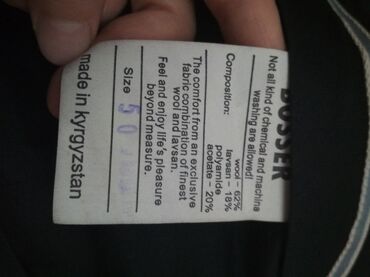 BOSSER
Not all kind of chemical and machina
washing are allowed!
Composition:
wool – 62%
lavsan – 18%
polyamide
acetate – 20%
The comfort from an exclusive
fabric combination of finest
wool and lavsan.
Feel and enjoy life's pleasure
beyond measure.
Size 50
made in kyrgyzstan